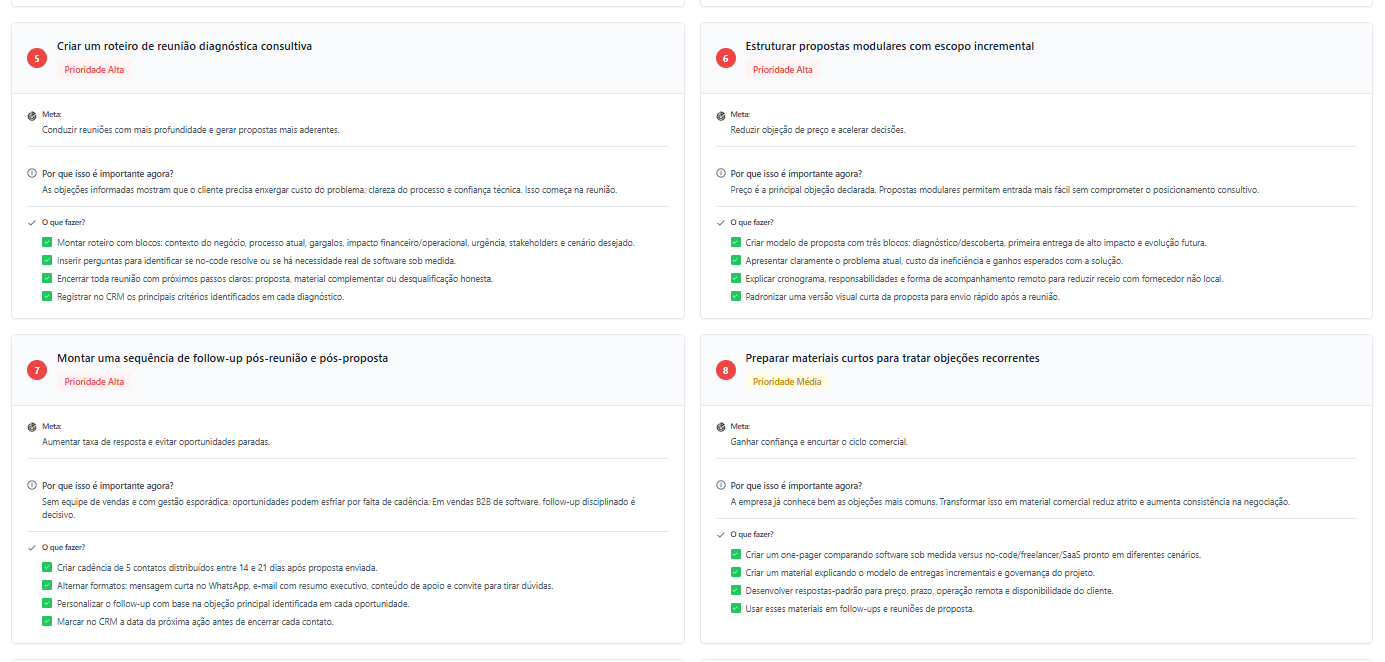 5
Criar um roteiro de reunião diagnóstica consultiva
Prioridade Alta
Meta:
Conduzir reuniões com mais profundidade e gerar propostas mais aderentes.
Por que isso é importante agora?
As objeções informadas mostram que o cliente precisa enxergar custo do problema, clareza do processo e confiança técnica. Isso começa na reunião.
O que fazer?
Montar roteiro com blocos: contexto do negócio, processo atual, gargalos, impacto financeiro/operacional, urgência, stakeholders e cenário desejado.
Inserir perguntas para identificar se no-code resolve ou se há necessidade real de software sob medida.
Encerrar toda reunião com próximos passos claros: proposta, material complementar ou desqualificação honesta.
Registrar no CRM os principais critérios identificados em cada diagnóstico.
6
Estruturar propostas modulares com escopo incremental
Prioridade Alta
Meta:
Reduzir objeção de preço e acelerar decisões.
Por que isso é importante agora?
Preço é a principal objeção declarada. Propostas modulares permitem entrada mais fácil sem comprometer o posicionamento consultivo.
O que fazer?
Criar modelo de proposta com três blocos: diagnóstico/descoberta, primeira entrega de alto impacto e evolução futura.
Apresentar claramente o problema atual, custo da ineficiência e ganhos esperados com a solução.
Explicar cronograma, responsabilidades e forma de acompanhamento remoto para reduzir receio com fornecedor não local.
Padronizar uma versão visual curta da proposta para envio rápido após a reunião.
7
Montar uma sequência de follow-up pós-reunião e pós-proposta
Prioridade Alta
Meta:
Aumentar taxa de resposta e evitar oportunidades paradas.
Por que isso é importante agora?
Sem equipe de vendas e com gestão esporádica, oportunidades podem esfriar por falta de cadência. Em vendas B2B de software, follow-up disciplinado é
decisivo.
O que fazer?
Criar cadência de 5 contatos distribuídos entre 14 e 21 dias após proposta enviada.
Alternar formatos: mensagem curta no WhatsApp, e-mail com resumo executivo, conteúdo de apoio e convite para tirar dúvidas.
Personalizar o follow-up com base na objeção principal identificada em cada oportunidade.
Marcar no CRM a data da próxima ação antes de encerrar cada contato.
8
Preparar materiais curtos para tratar objeções recorrentes
Prioridade Média
Meta:
Ganhar confiança e encurtar o ciclo comercial.
Por que isso é importante agora?
A empresa já conhece bem as objeções mais comuns. Transformar isso em material comercial reduz atrito e aumenta consistência na negociação.
O que fazer?
Criar um one-pager comparando software sob medida versus no-code/freelancer/SaaS pronto em diferentes cenários.
Criar um material explicando o modelo de entregas incrementais e governança do projeto.
Desenvolver respostas-padrão para preço, prazo, operação remota e disponibilidade do cliente.
Usar esses materiais em follow-ups e reuniões de proposta.